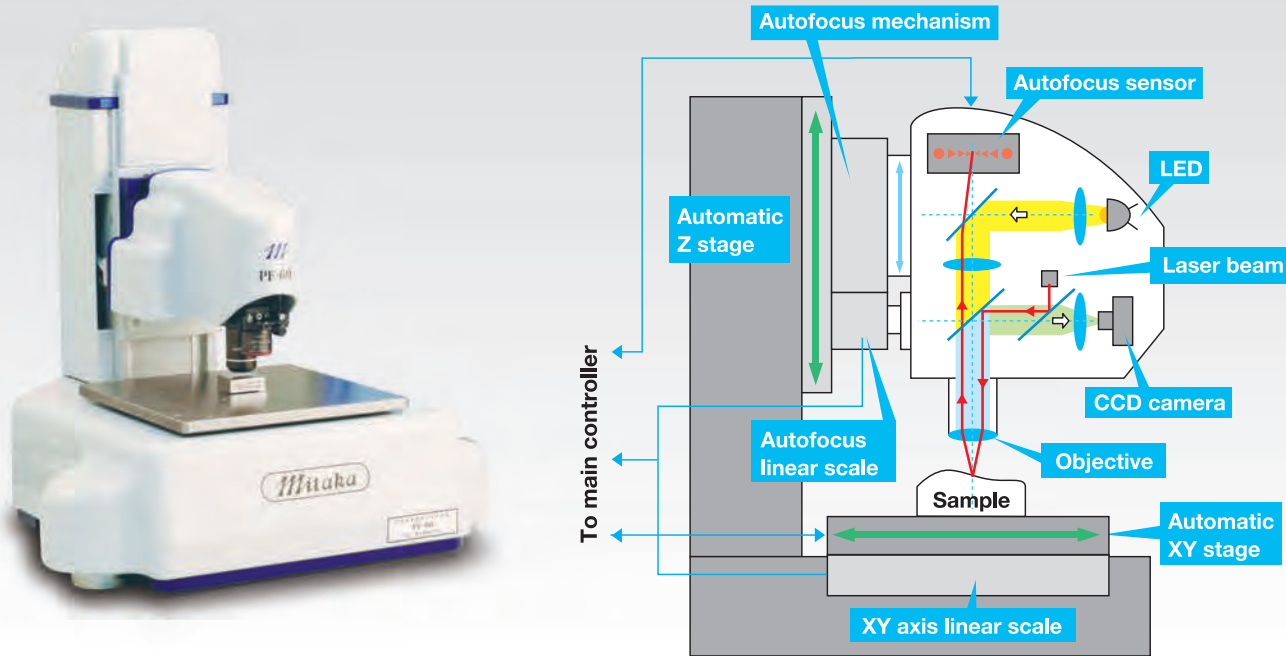 Mitaka
Autofocus mechanism
Autofocus sensor
LED
Automatic
Z stage
Laser beam
CCD camera
Autofocus
linear scale
Objective
To main controller
Sample
Automatic
XY stage
XY axis linear scale